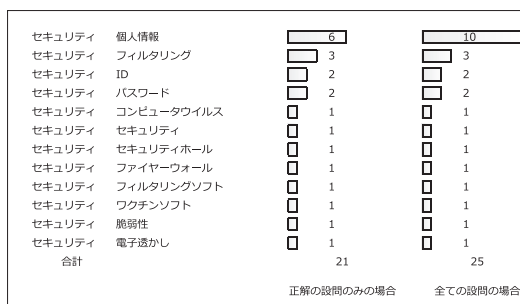 セキュリティ 個人情報 6 10
セキュリティ フィルタリング 3 3
セキュリティ ID 2 2
セキュリティ パスワード 2 2
セキュリティ コンピュータウイルス 1 1
セキュリティ セキュリティ 1 1
セキュリティ セキュリティホール 1 1
セキュリティ ファイヤーウォール 1 1
セキュリティ フィルタリングソフト 1 1
セキュリティ ワクチンソフト 1 1
セキュリティ 脆弱性 1 1
セキュリティ 電子透かし 1 1
合計 21 25
正解の設問のみの場合 全ての設問の場合